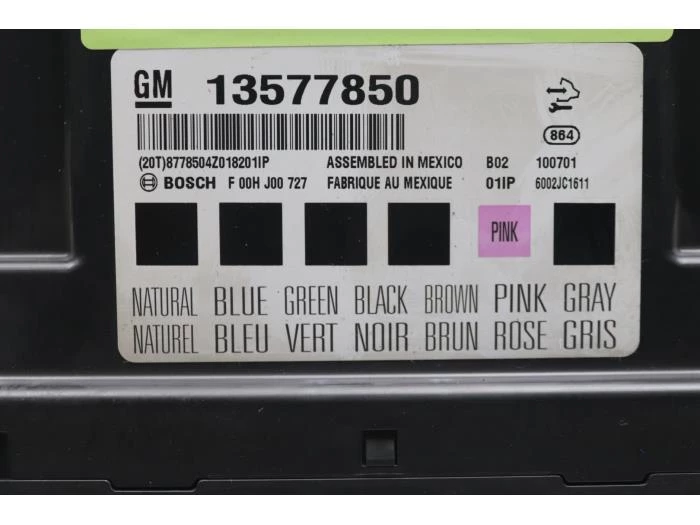 GM 13577850
864
(20T)8778504Z018201IP ASSEMBLED IN MEXICO B02 100701
BOSCH F 00H J00 727 FABRIQUE AU MEXIQUE 01IP 6002JC1611
PINK
NATURAL BLUE GREEN BLACK BROWN PINK GRAY
NATUREL BLEU VERT NOIR BRUN ROSE GRIS